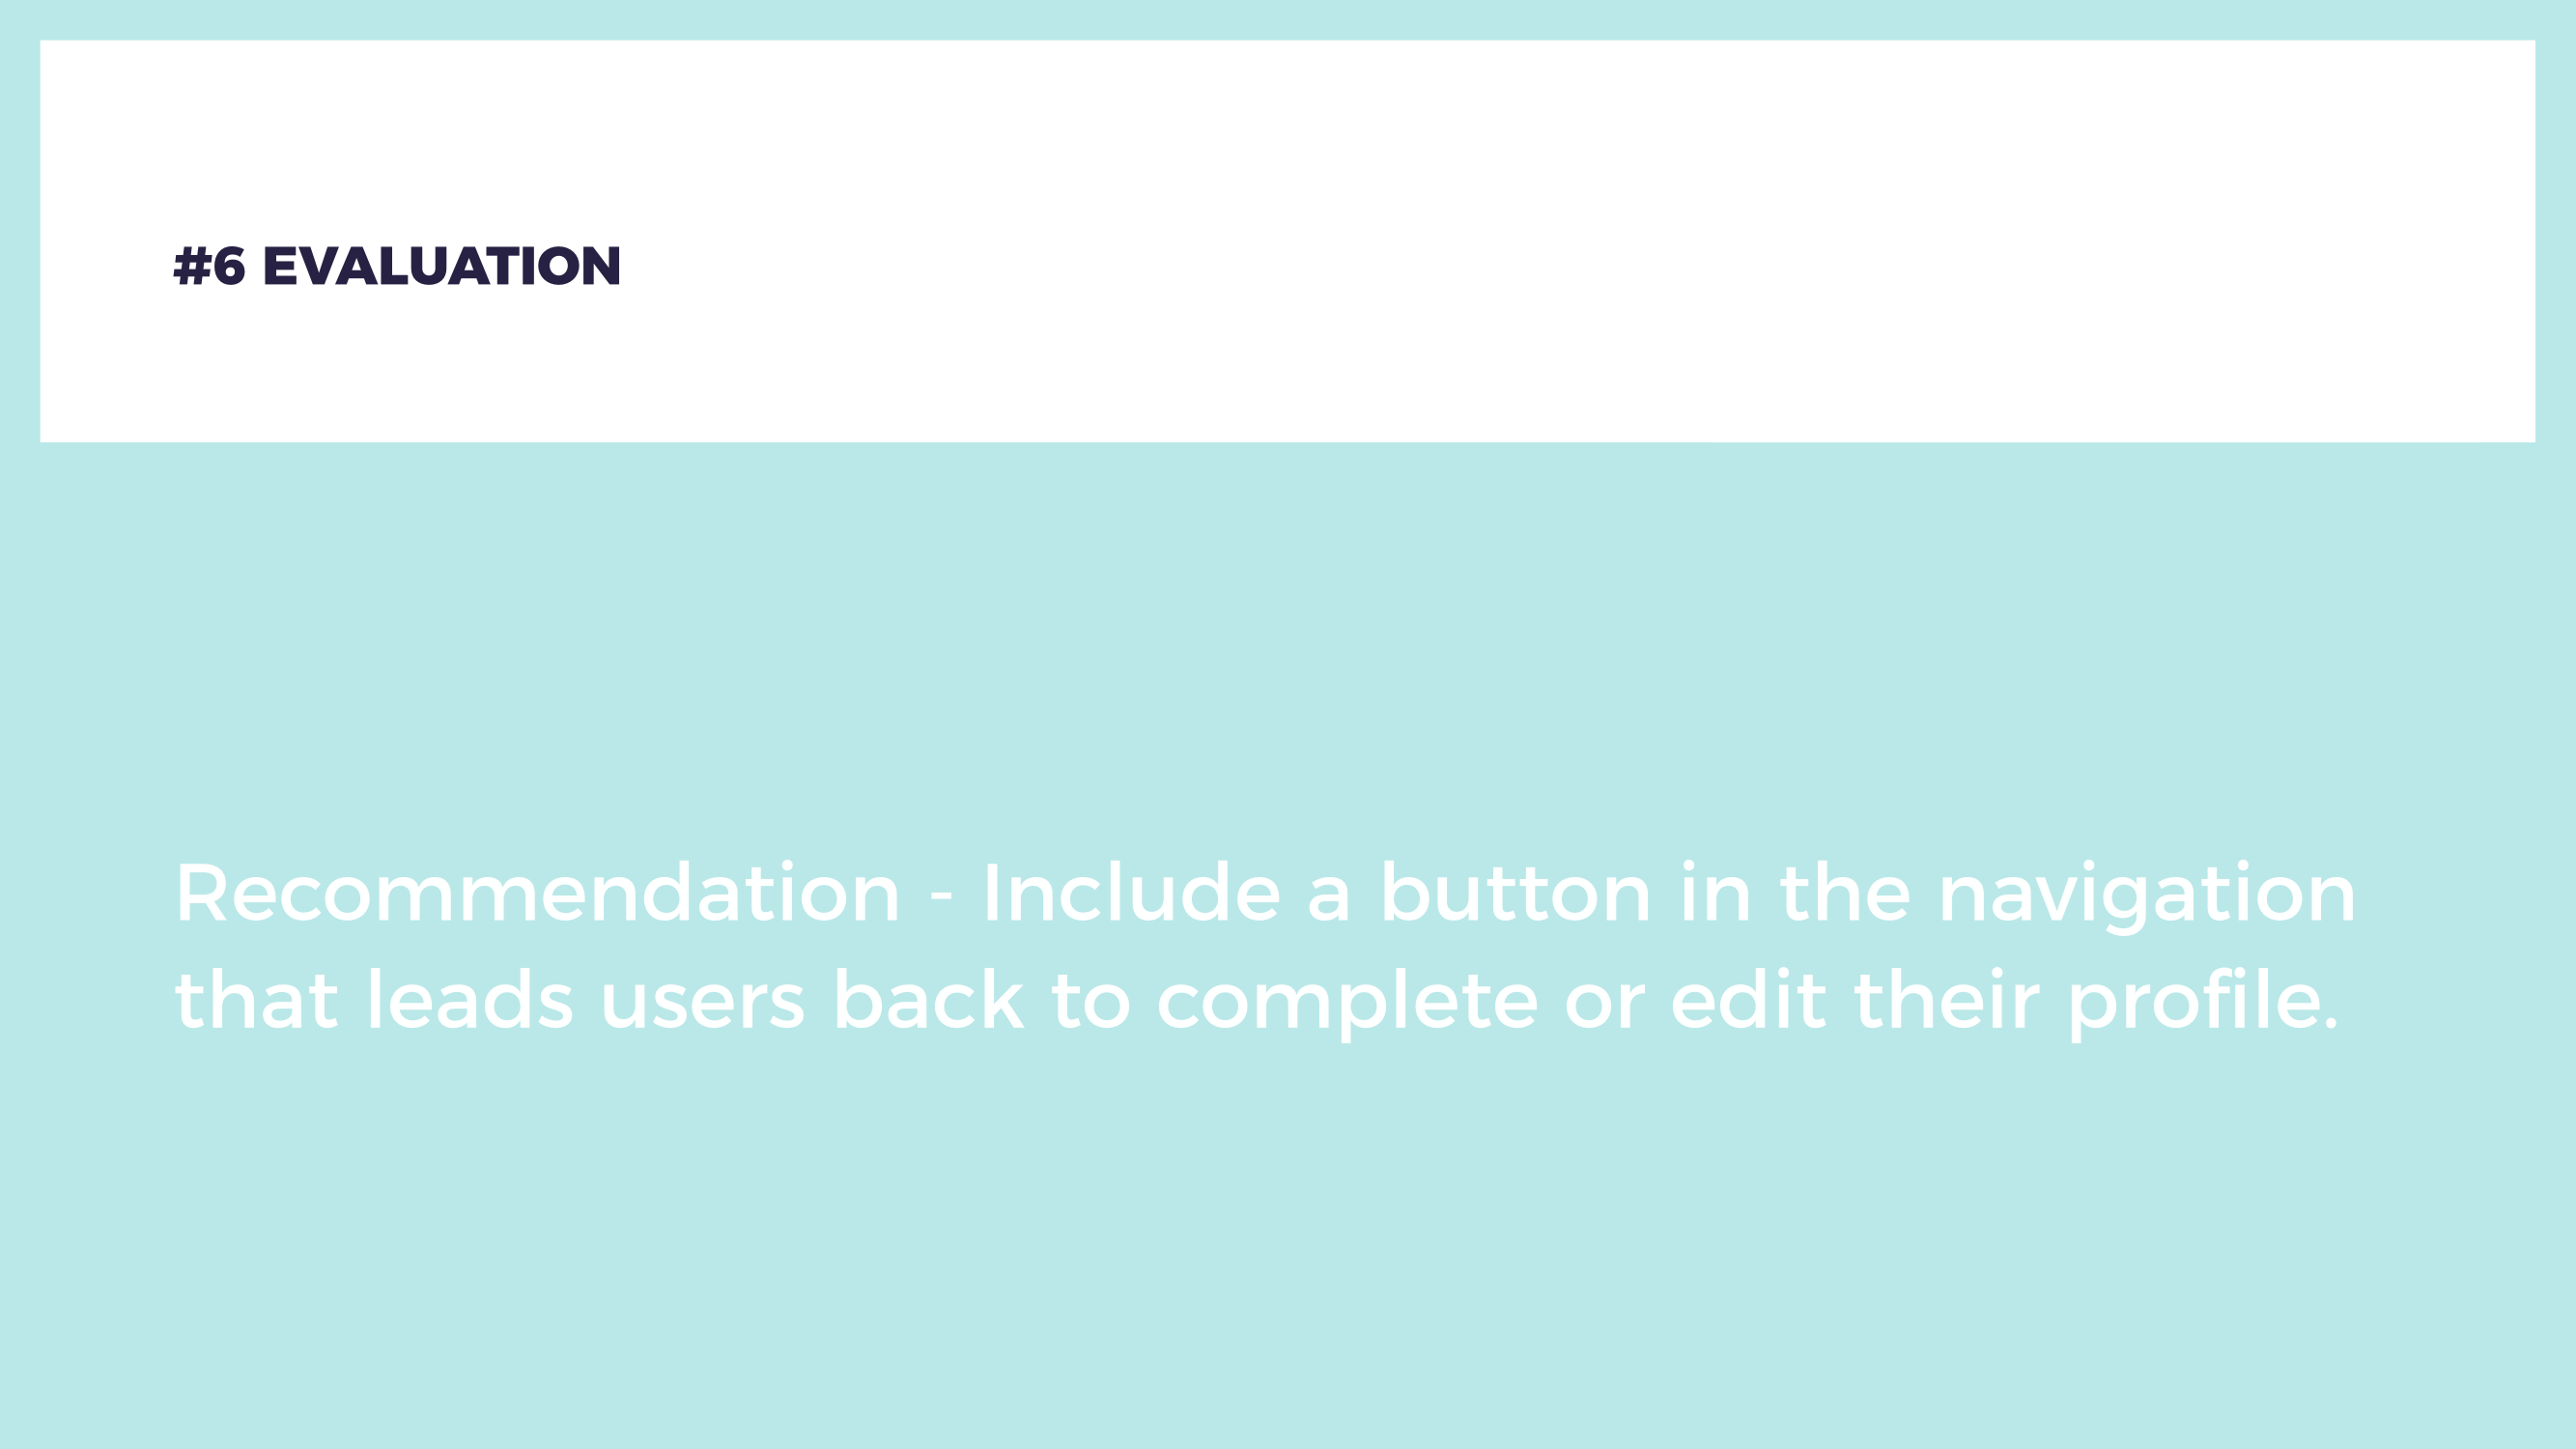 #6 EVALUATION
Recommendation - Include a button in the navigation
that leads users back to complete or edit their profile.